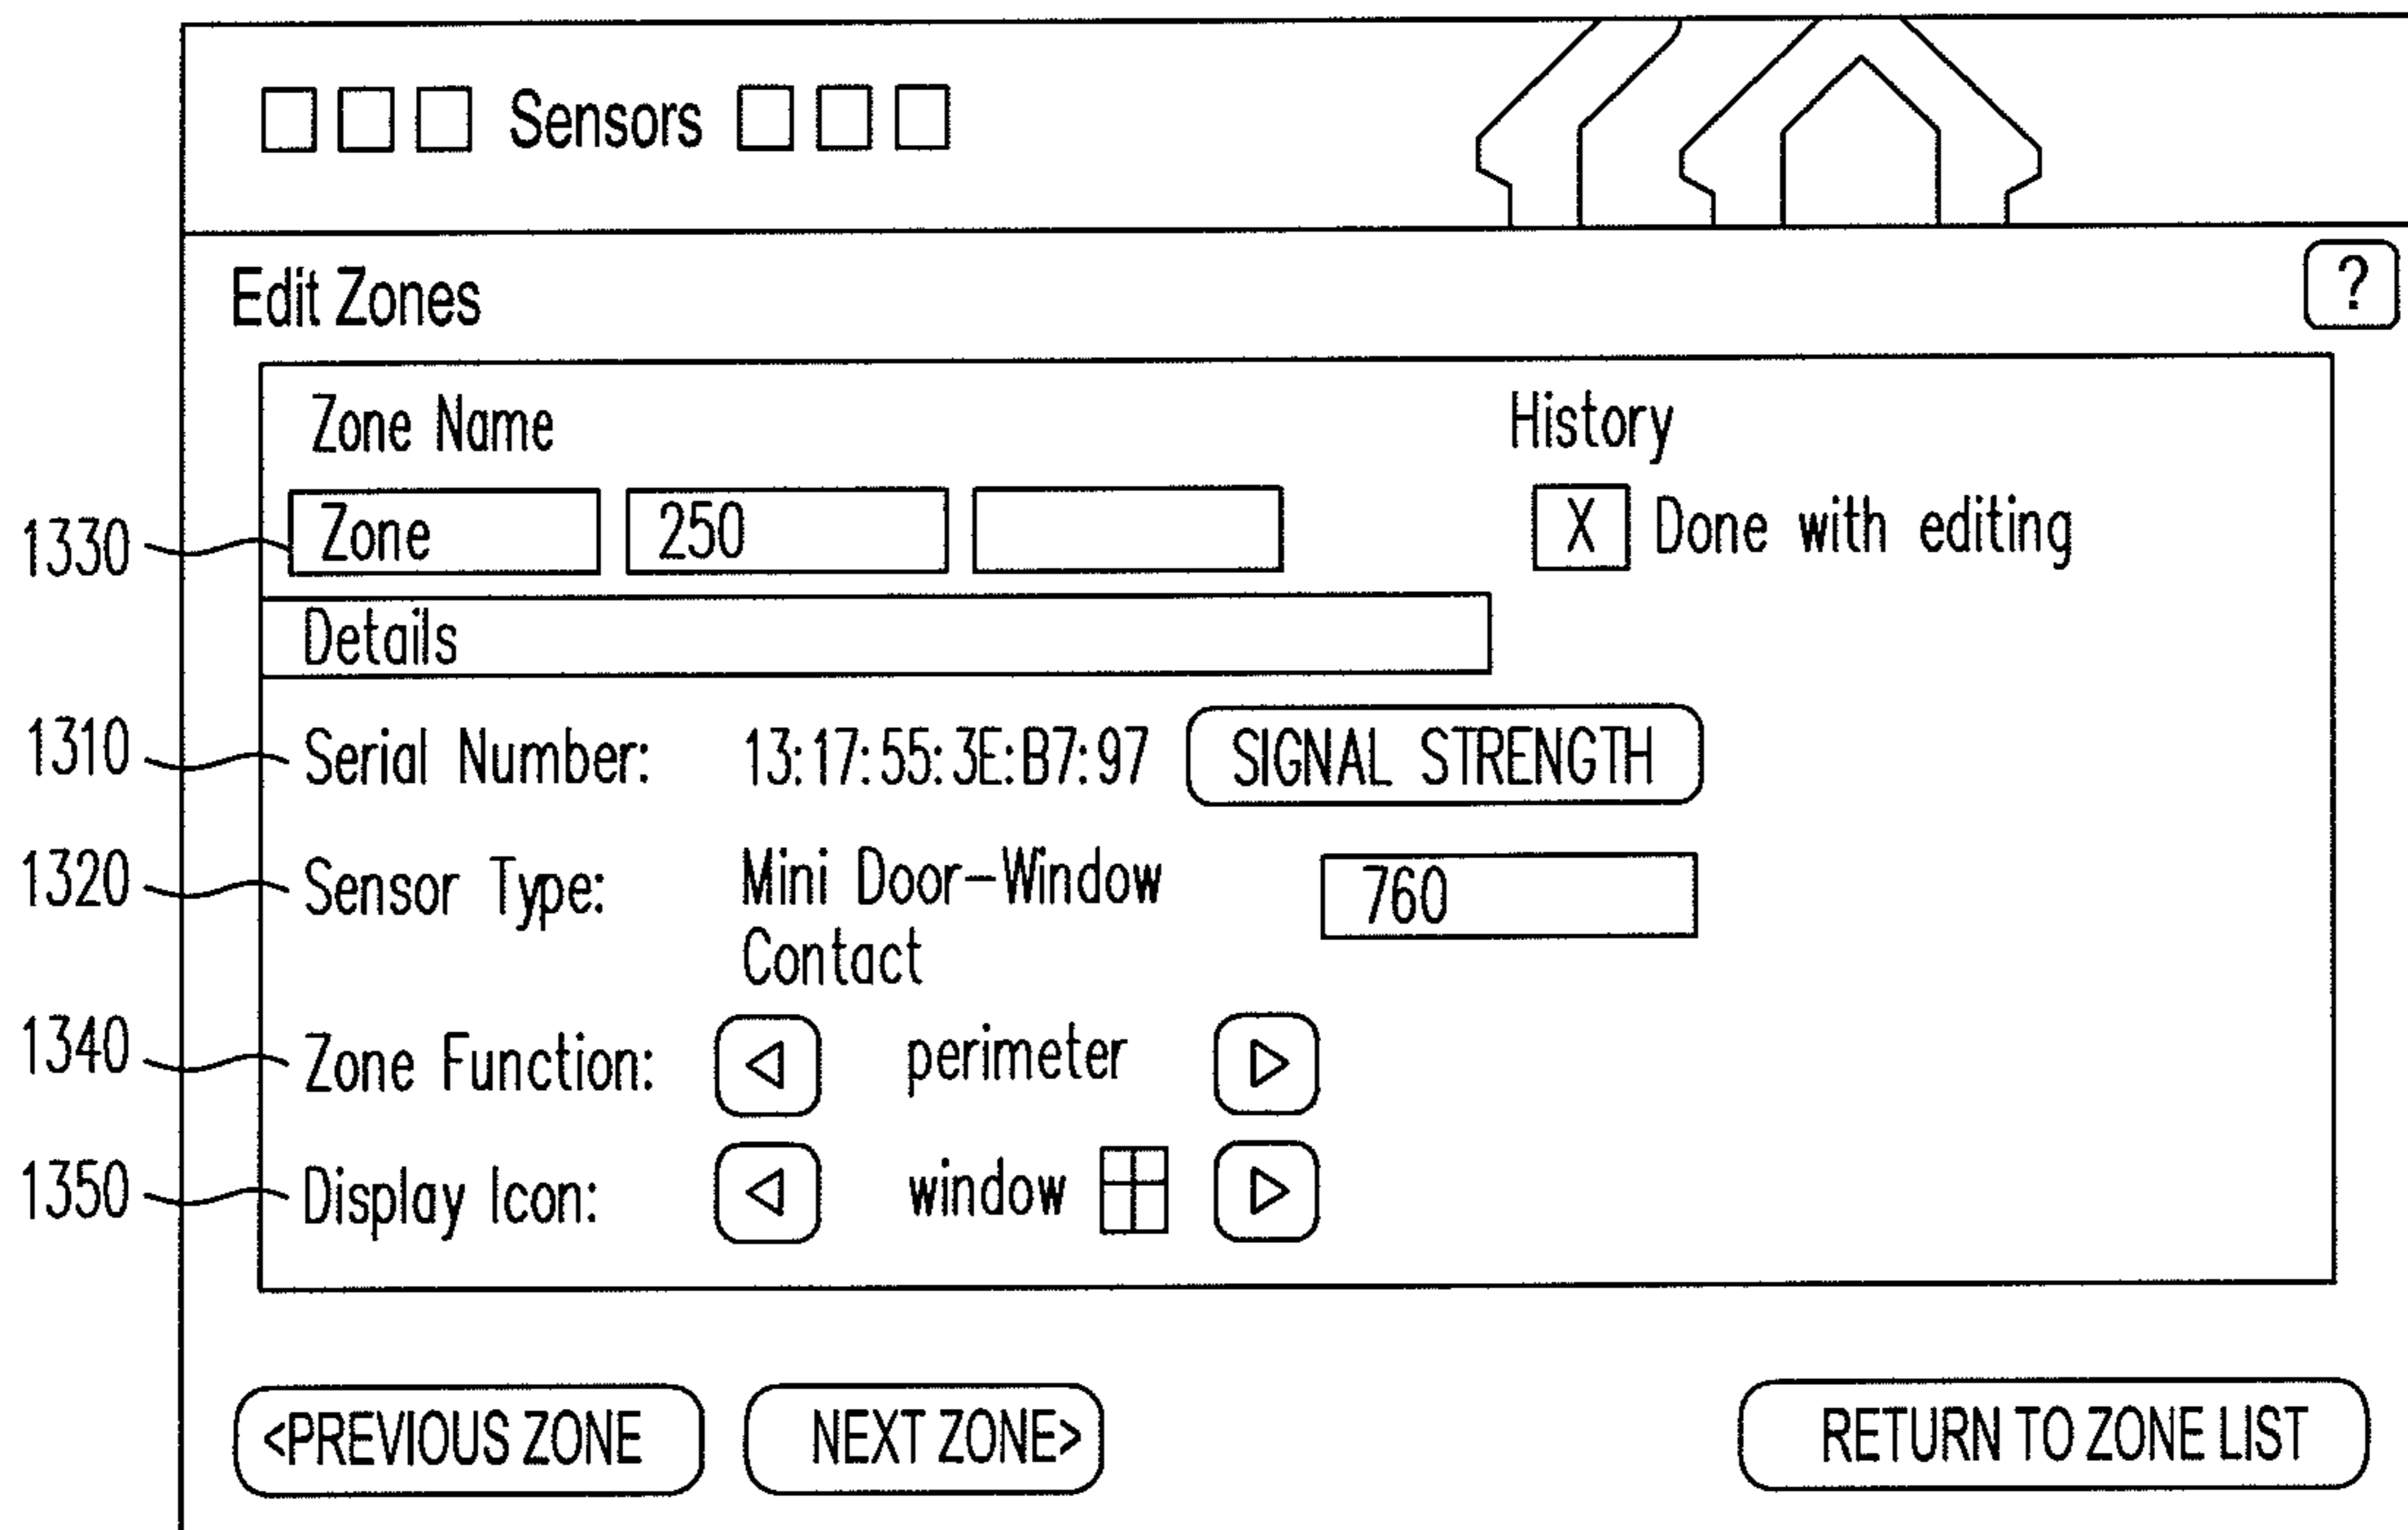 Sensors
Edit Zones ?
Zone Name History
1330 Zone 250 X Done with editing
Details
1310 Serial Number: 13:17:55:3E:B7:97 SIGNAL STRENGTH
1320 Sensor Type: Mini Door-Window 760
Contact
1340 Zone Function: perimeter
1350 Display Icon: window
<PREVIOUS ZONE NEXT ZONE> RETURN TO ZONE LIST